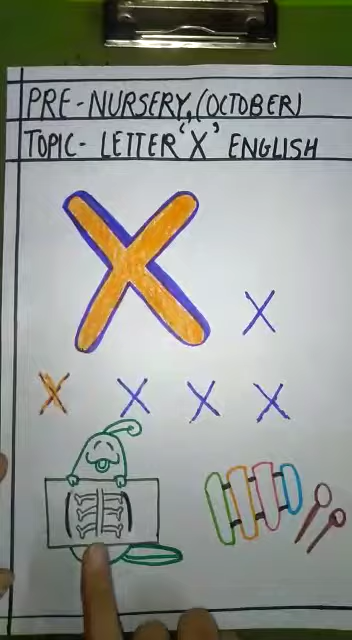 PRE-NURSERY, (OCTOBER)
TOPIC- LETTER 'X' ENGLISH
X
X
X X X X